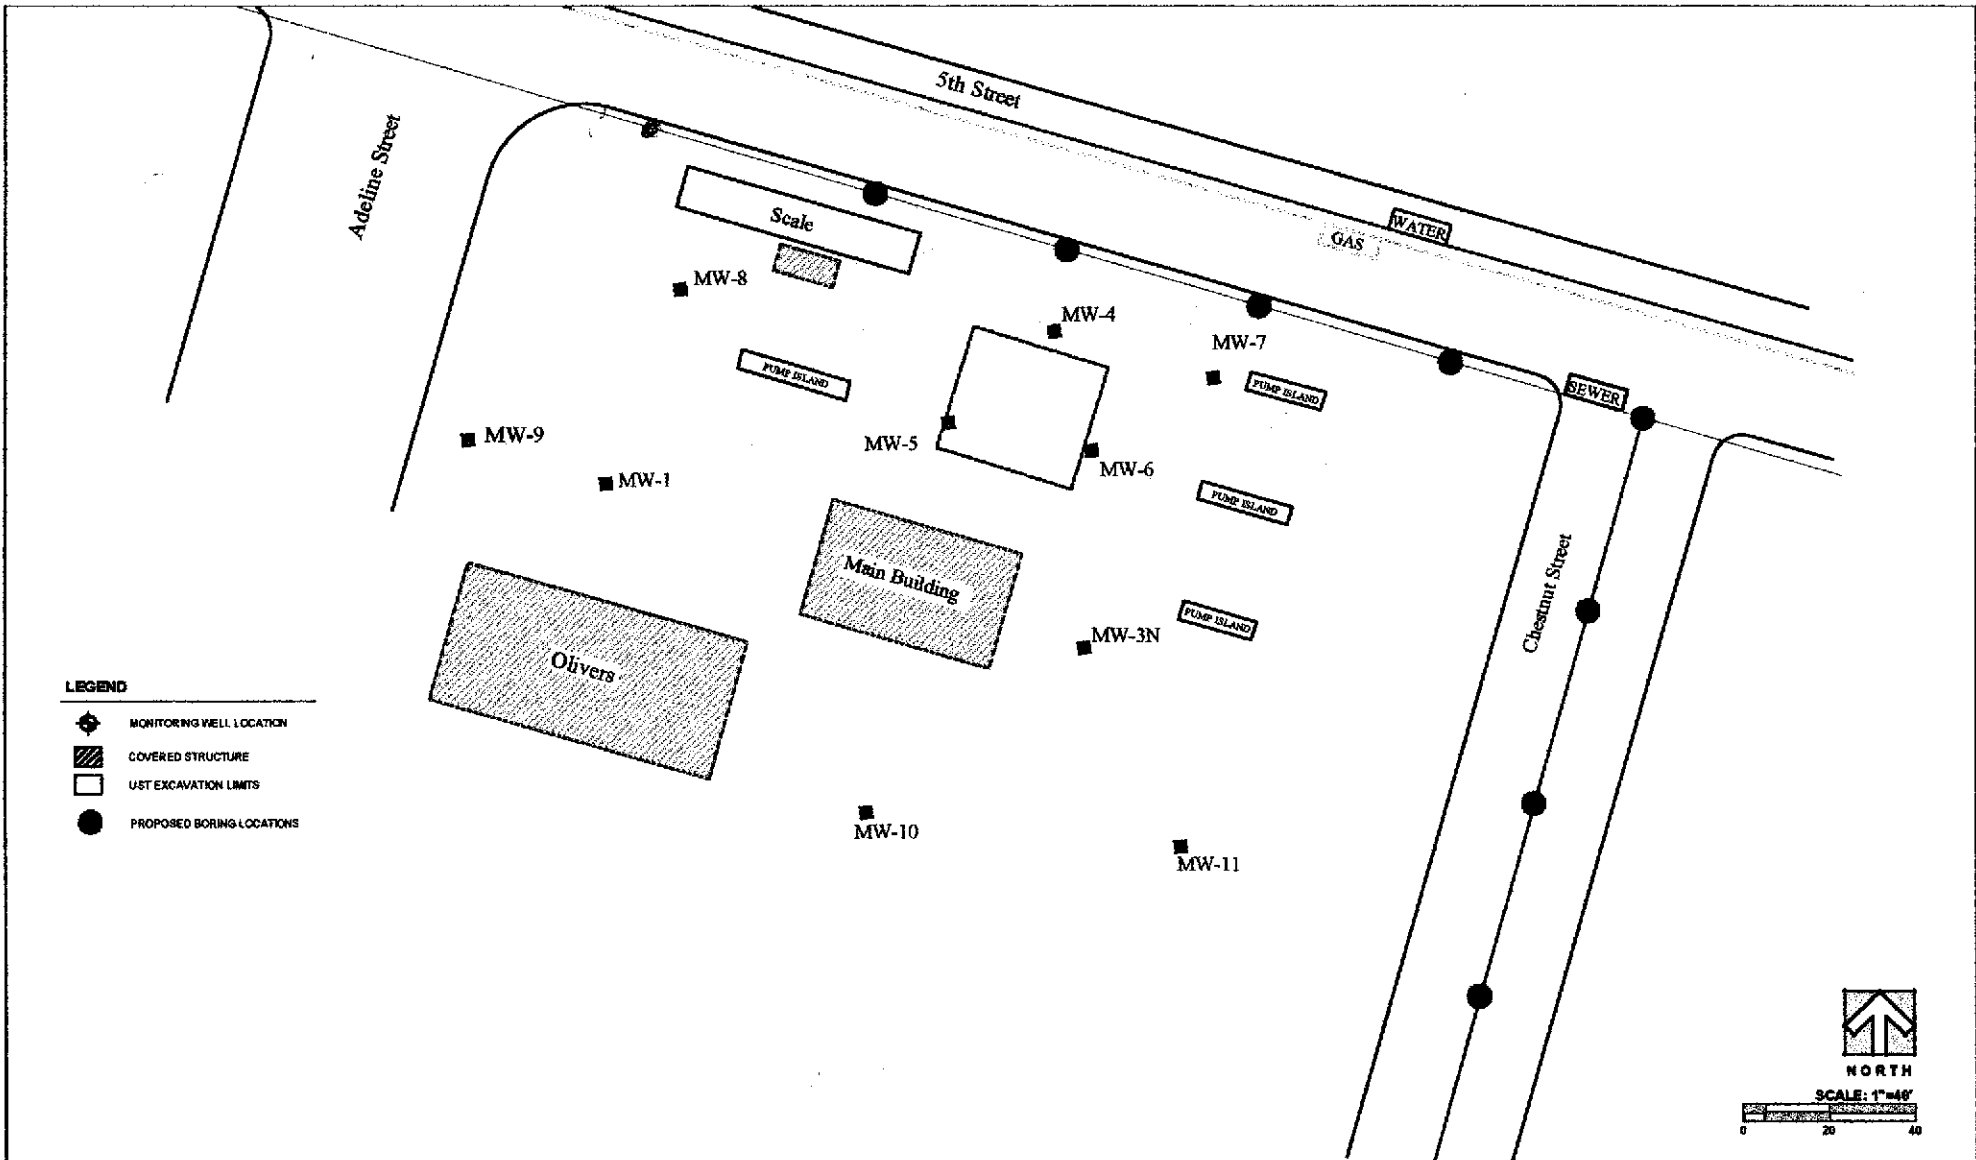 5th Street
Adeline Street
Scale
WATER
GAS
MW-8
MW-4
MW-7
PUMP ISLAND
PUMP ISLAND
SEWER
MW-9
MW-5
MW-6
MW-1
PUMP ISLAND
Main Building
Chestnut Street
PUMP ISLAND
MW-3N
Olivers
LEGEND
MONITORING WELL LOCATION
COVERED STRUCTURE
UST EXCAVATION LIMITS
PROPOSED BORING LOCATIONS
MW-10
MW-11
NORTH
SCALE: 1"=40'
0 20 40